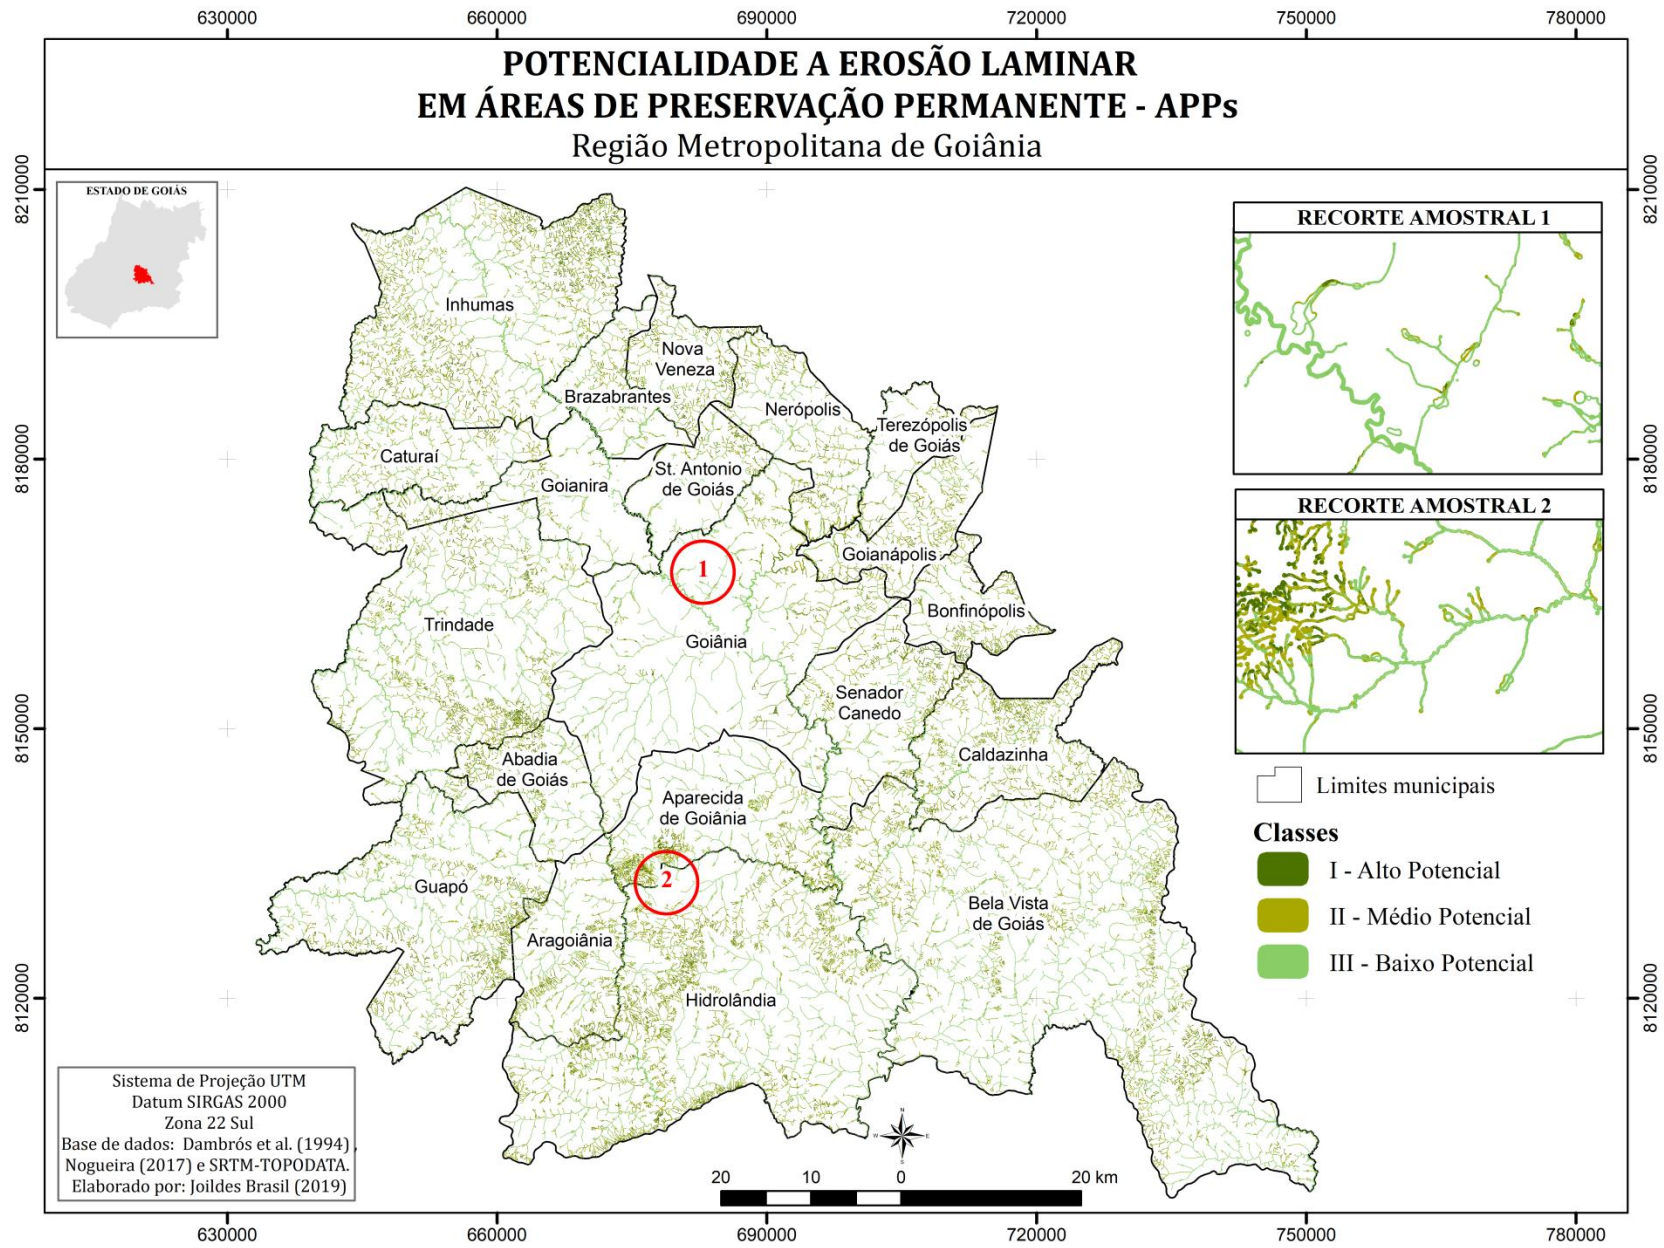 630000
660000
690000
720000
750000
780000
POTENCIALIDADE A EROSÃO LAMINAR
EM ÁREAS DE PRESERVAÇÃO PERMANENTE - APPs
Região Metropolitana de Goiânia
8210000
8210000
ESTADO DE GOIÁS
RECORTE AMOSTRAL 1
Inhumas
Nova
Veneza
Brazabrantes
Nerópolis
Terezópolis
de Goiás
Caturaí
8180000
8180000
St. Antonio
de Goiás
Goianira
RECORTE AMOSTRAL 2
Goianápolis
1
Bonfinópolis
Trindade
Goiânia
Senador
Canedo
8150000
8150000
Caldazinha
Abadia
de Goiás
Aparecida
de Goiânia
Limites municipais
Classes
I - Alto Potencial
II - Médio Potencial
III - Baixo Potencial
2
Guapó
Bela Vista
de Goiás
Aragoiânia
8120000
8120000
Hidrolândia
Sistema de Projeção UTM
Datum SIRGAS 2000
Zona 22 Sul
Base de dados: Dambrós et al. (1994) ,
Nogueira (2017) e SRTM-TOPODATA.
Elaborado por: Joildes Brasil (2019)
N
W
E
S
20
10
0
20 km
630000
660000
690000
720000
750000
780000